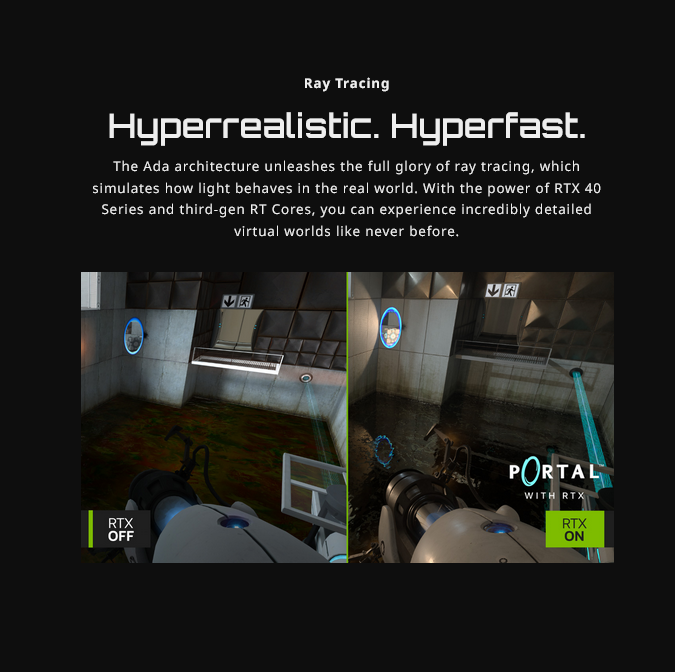 Ray Tracing
Hyperrealistic. Hyperfast.
The Ada architecture unleashes the full glory of ray tracing, which
simulates how light behaves in the real world. With the power of RTX 40
Series and third-gen RT Cores, you can experience incredibly detailed
virtual worlds like never before.
PORTAL
WITH RTX
RTX
OFF
RTX
ON